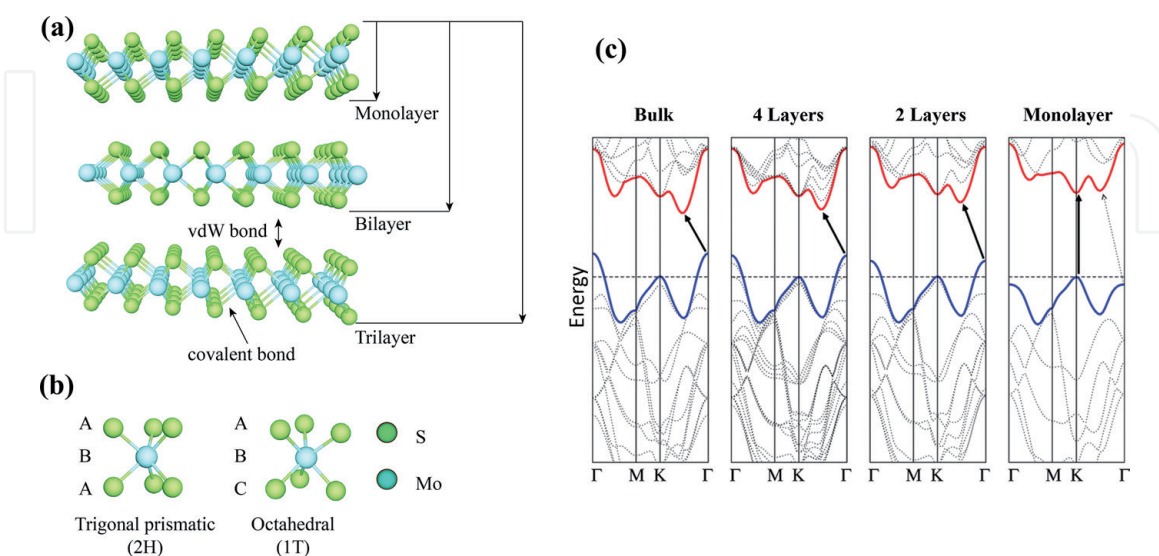 (a)
Monolayer
Bilayer
vdW bond
Trilayer
covalent bond
(b)
A
B
A
Trigonal prismatic
(2H)
A
B
C
Octahedral
(1T)
S
Mo
(c)
Bulk
4 Layers
2 Layers
Monolayer
Energy
Γ M K Γ
Γ M K Γ
Γ M K Γ
Γ M K Γ